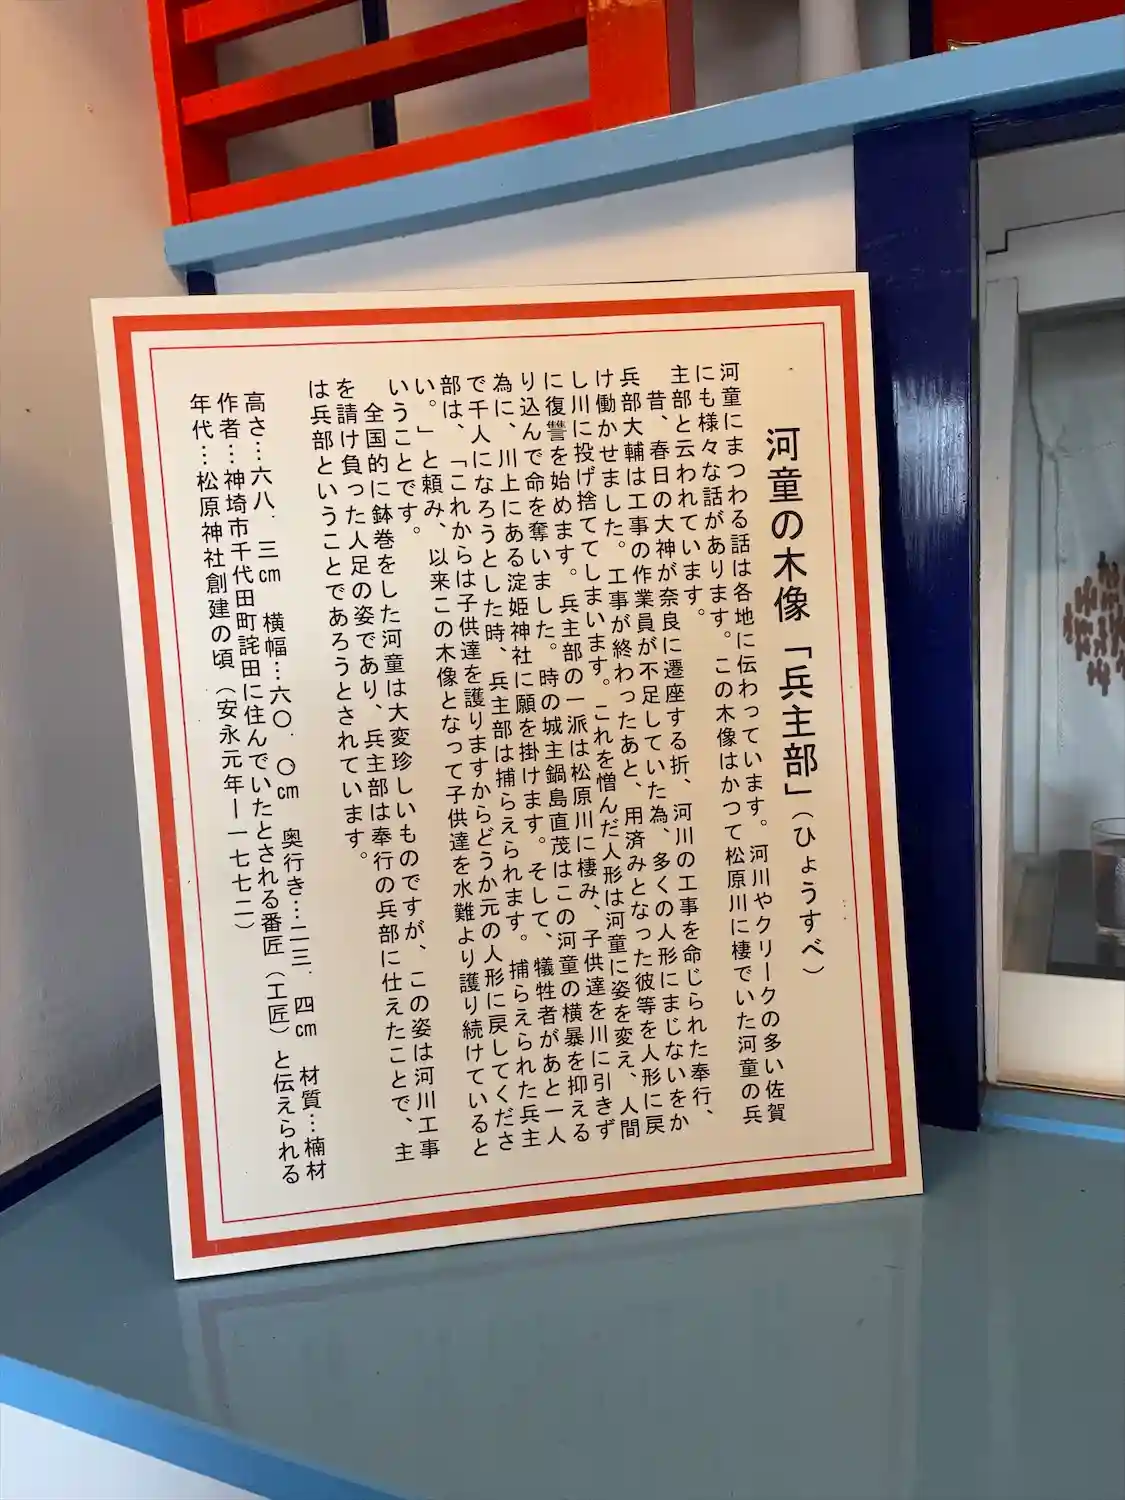 河童の木像「兵主部」（ひょうすべ）
河童にまつわる話は各地に伝わっています。河川やクリークの多い佐賀
にも様々な話があります。この木像はかつて松原川に棲でいた河童の兵
主部と云われています。
昔、春日の大神が奈良に遷座する折、河川の工事を命じられた奉行、
兵部大輔は工事の作業員が不足していた為、多くの人形にまじないをか
け働かせました。工事が終わったあと、用済みとなった彼等を人形に戻
し川に投げ捨ててしまいます。これを憎んだ人形は河童に姿を変え、人間
に復讐を始めます。兵主部の一派は松原川に棲み、子供達を川に引きず
り込んで命を奪いました。時の城主鍋島直茂はこの河童の横暴を抑える
為に、川上にある淀姫神社に願を掛けます。そして、犠牲者があと一人
で千人になろうとした時、兵主部は捕らえられます。捕らえられた兵主
部は、「これからは子供達を護りますからどうか元の人形に戻してくださ
い。」と頼み、以来この木像となって子供達を水難より護り続けていると
いうことです。
全国的に鉢巻をした河童は大変珍しいものですが、この姿は河川工事
を請け負った人足の姿であり、兵主部は奉行の兵部に仕えたことで、主
は兵部ということであろうとされています。
高さ…六八．三㎝　横幅…六〇．〇㎝　奥行き…二三．四㎝　材質…楠材
作者…神埼市千代田町詫田に住んでいたとされる番匠（工匠）と伝えられる
年代…松原神社創建の頃（安永元年ー一七七二）